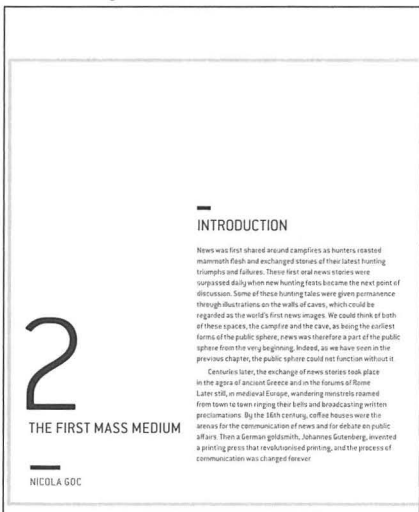 2
THE FIRST MASS MEDIUM
NICOLA GOC
INTRODUCTION
News was first shared around campfires as hunters roasted
mammoth flesh and exchanged stories of their latest hunting
triumphs and failures. These first oral news stories were
surpassed daily when new hunting feats became the next point of
discussion. Some of these hunting tales were given permanence
through illustrations on the walls of caves, which could be
regarded as the world's first news images. We could think of both
of these spaces, the campfire and the cave, as being the earliest
forms of the public sphere, news was therefore a part of the public
sphere from the very beginning. Indeed, as we have seen in the
previous chapter, the public sphere could not function without it
Centuries later, the exchange of news stories took place
in the agora of ancient Greece and in the forums of Rome
Later still, in medieval Europe, wandering minstrels roamed
from town to town ringing their bells and broadcasting written
proclamations. By the 16th century, coffee houses were the
arenas for the communication of news and for debate on public
affairs. Then a German goldsmith, Johannes Gutenberg, invented
a printing press that revolutionised printing, and the process of
communication was changed forever